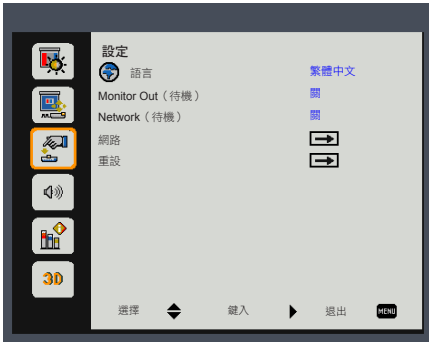 設定
語言 繁體中文
Monitor Out（待機） 關
Network（待機） 關
網路
重設
3D
選擇 鍵入 退出 MENU